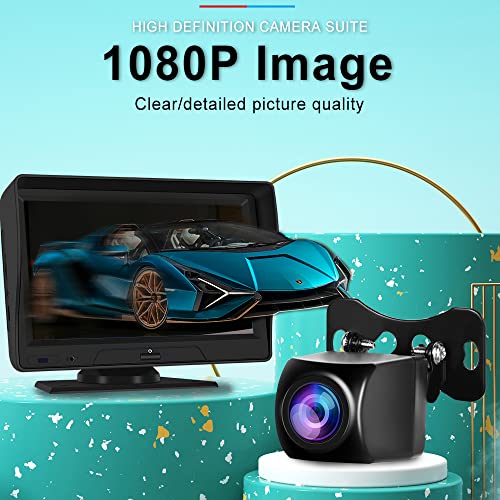 HIGH DEFINITION CAMERA SUITE
1080P Image
Clear/detailed picture quality